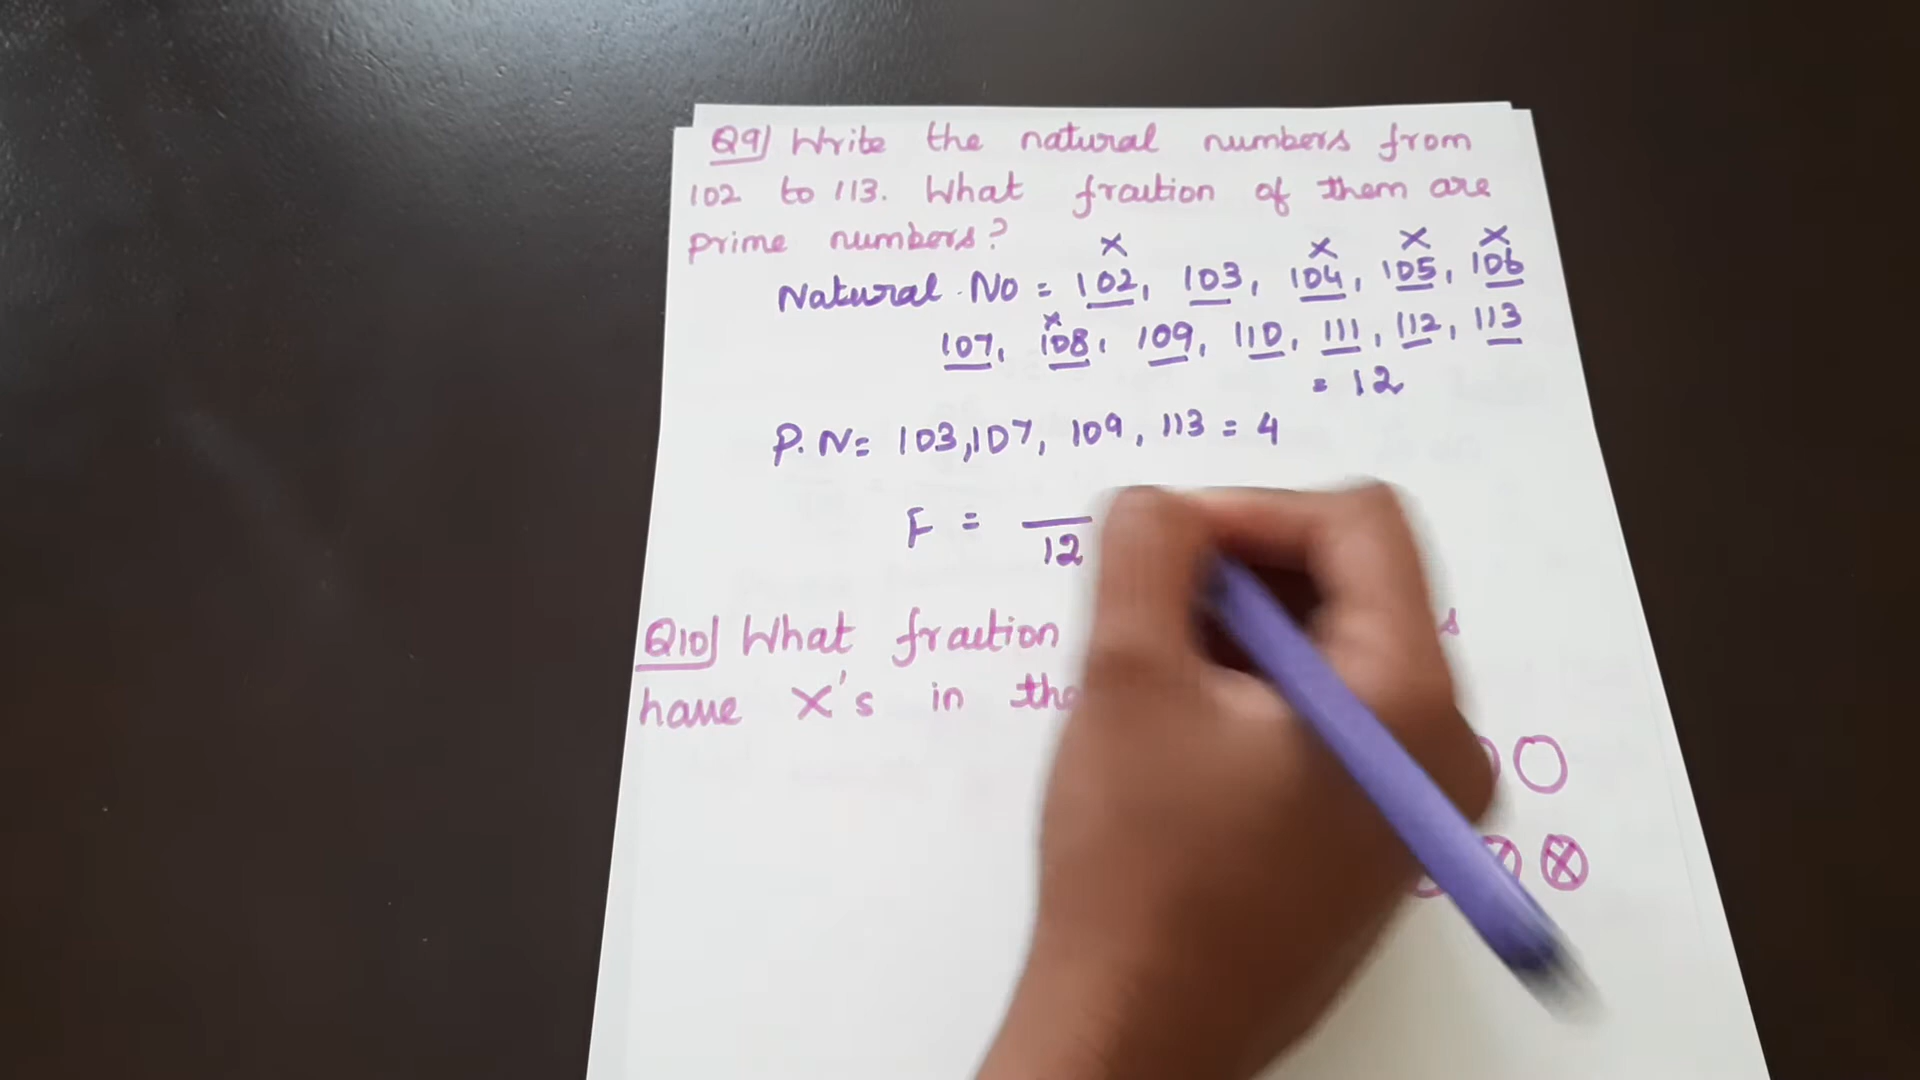 Q9) Write the natural numbers from
102 to 113. What fraction of them are
prime numbers?
x x x x
Natural No = 102, 103, 104, 105, 106
x
107, 108, 109, 110, 111, 112, 113
= 12
P.N = 103, 107, 109, 113 = 4
F = —
12
Q10) What fraction
have X's in the